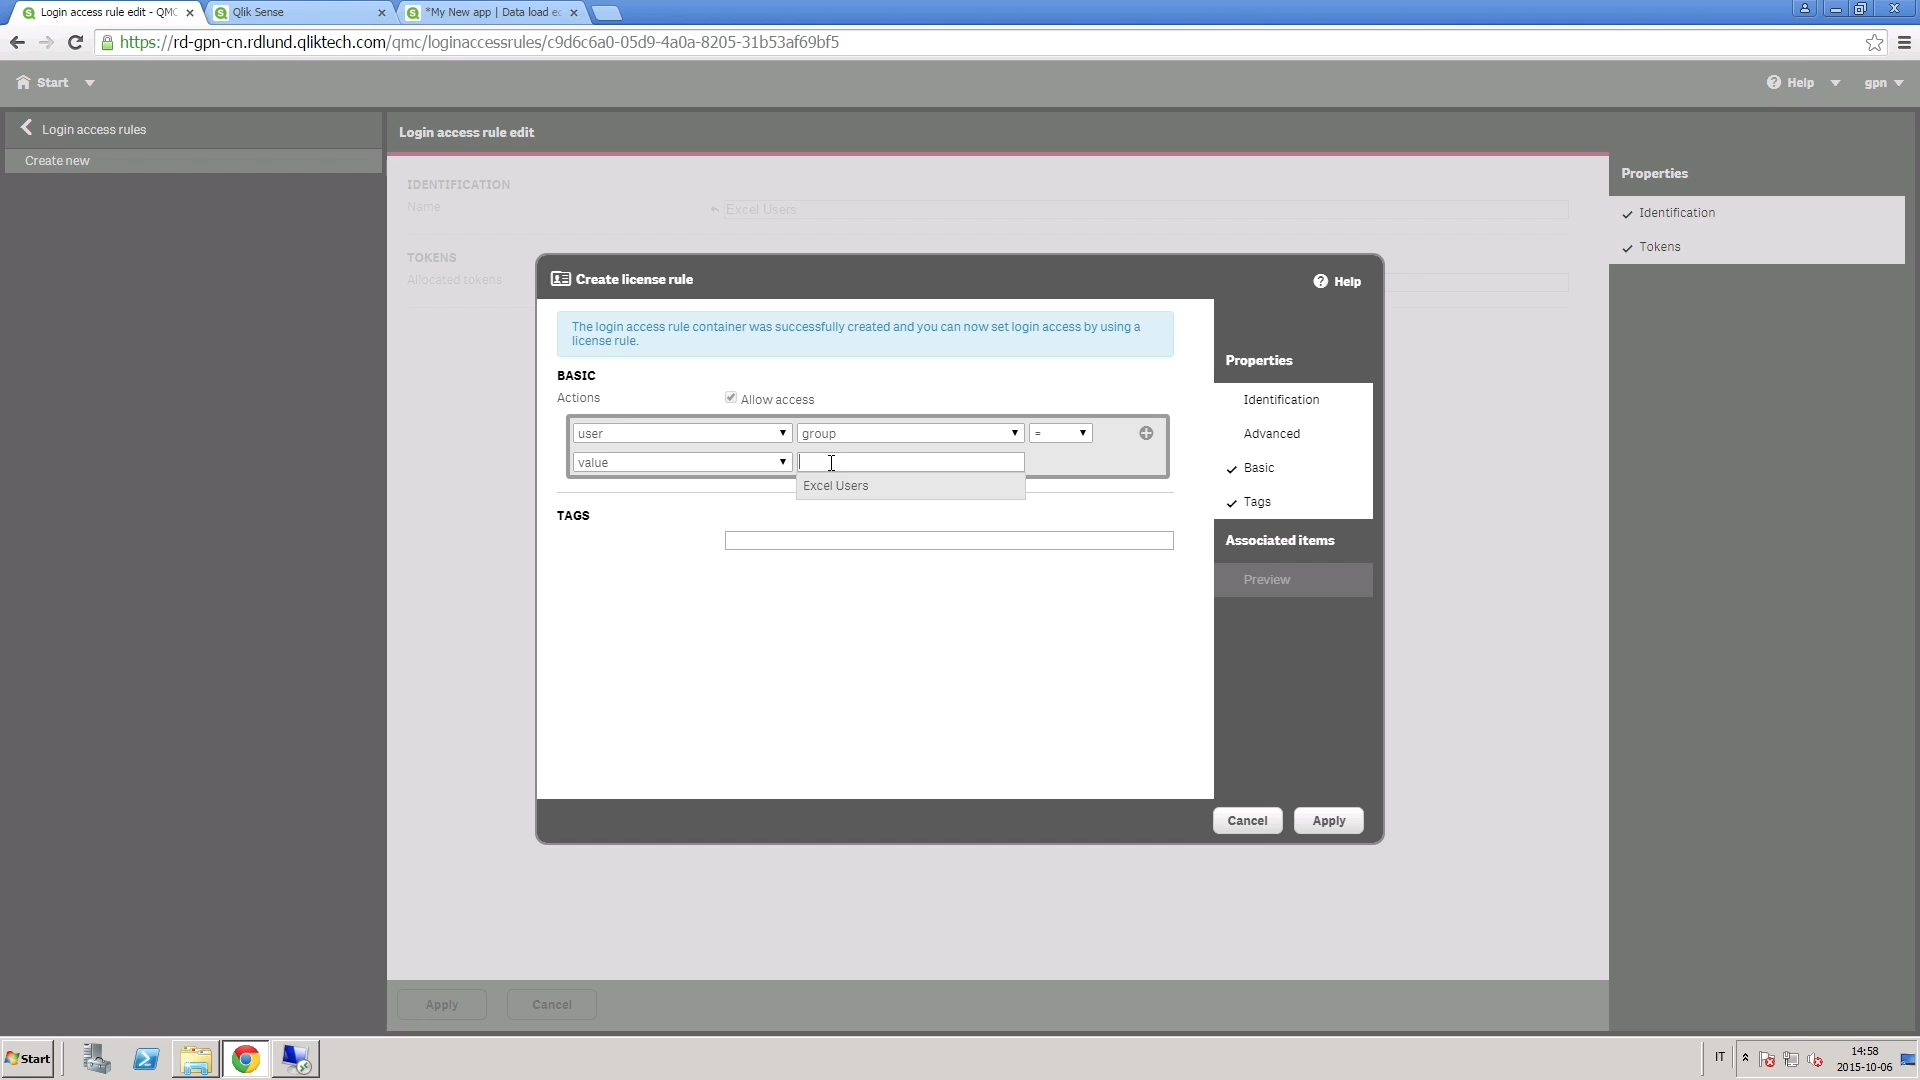 Login access rule edit - QMC
Qlik Sense
*My New app | Data load e
https://rd-gpn-cn.rdlund.qliktech.com/qmc/loginaccessrules/c9d6c6a0-05d9-4a0a-8205-31b53af69bf5
Start
Help
gpn
Login access rules
Create new
Login access rule edit
IDENTIFICATION
Name
Excel Users
TOKENS
Allocated tokens
Properties
Identification
Tokens
Create license rule
Help
The login access rule container was successfully created and you can now set login access by using a
license rule.
BASIC
Actions
Allow access
user
group
=
value
Excel Users
TAGS
Properties
Identification
Advanced
Basic
Tags
Associated items
Preview
Cancel
Apply
Apply
Cancel
Start
IT
14:58
2015-10-06